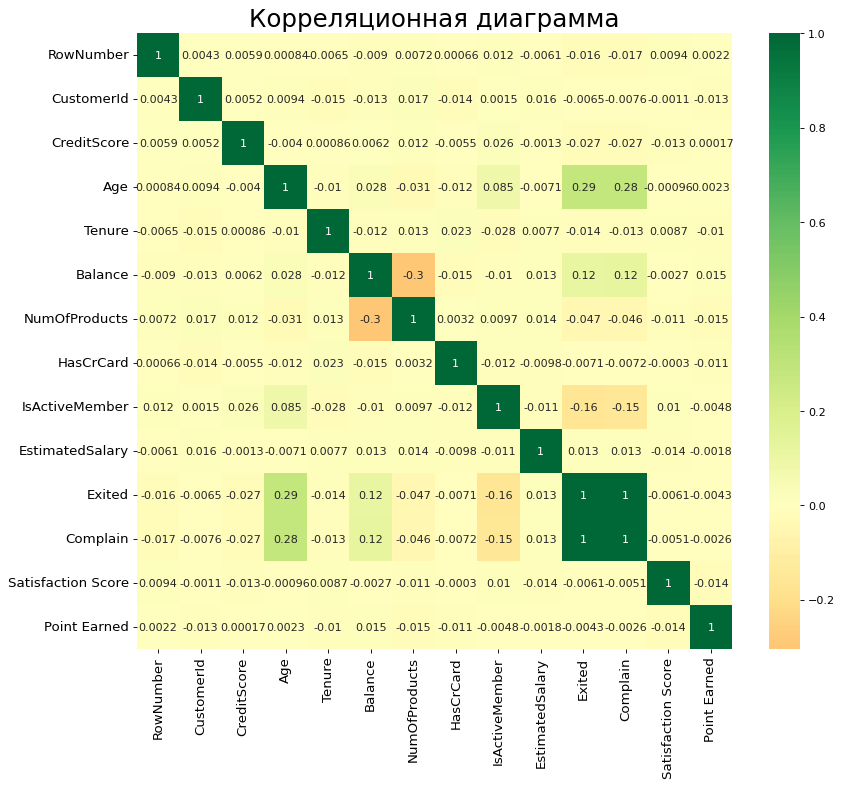 Корреляционная диаграмма
RowNumber 1 0.0043 0.0059 0.00084 -0.0065 -0.009 0.0072 0.00066 0.012 -0.0061 -0.016 -0.017 0.0094 0.0022
CustomerId 0.0043 1 0.0052 0.0094 -0.015 -0.013 0.017 -0.014 0.0015 0.016 -0.0065 -0.0076 -0.0011 -0.013
CreditScore 0.0059 0.0052 1 -0.004 0.00086 0.0062 0.012 -0.0055 0.026 -0.0013 -0.027 -0.027 -0.013 0.00017
Age 0.00084 0.0094 -0.004 1 -0.01 0.028 -0.031 -0.012 0.085 -0.0071 0.29 0.28 -0.00096 0.0023
Tenure -0.0065 -0.015 0.00086 -0.01 1 -0.012 0.013 0.023 -0.028 0.0077 -0.014 -0.013 0.0087 -0.01
Balance -0.009 -0.013 0.0062 0.028 -0.012 1 -0.3 -0.015 -0.01 0.013 0.12 0.12 -0.0027 0.015
NumOfProducts 0.0072 0.017 0.012 -0.031 0.013 -0.3 1 0.0032 0.0097 0.014 -0.047 -0.046 -0.011 -0.015
HasCrCard 0.00066 -0.014 -0.0055 -0.012 0.023 -0.015 0.0032 1 -0.012 -0.0098 -0.0071 -0.0072 -0.0003 -0.011
IsActiveMember 0.012 0.0015 0.026 0.085 -0.028 -0.01 0.0097 -0.012 1 -0.011 -0.16 -0.15 0.01 -0.0048
EstimatedSalary -0.0061 0.016 -0.0013 -0.0071 0.0077 0.013 0.014 -0.0098 -0.011 1 0.013 0.013 -0.014 -0.0018
Exited -0.016 -0.0065 -0.027 0.29 -0.014 0.12 -0.047 -0.0071 -0.16 0.013 1 1 -0.0061 -0.0043
Complain -0.017 -0.0076 -0.027 0.28 -0.013 0.12 -0.046 -0.0072 -0.15 0.013 1 1 -0.0051 -0.0026
Satisfaction Score 0.0094 -0.0011 -0.013 -0.00096 0.0087 -0.0027 -0.011 -0.0003 0.01 -0.014 -0.0061 -0.0051 1 -0.014
Point Earned 0.0022 -0.013 0.00017 0.0023 -0.01 0.015 -0.015 -0.011 -0.0048 -0.0018 -0.0043 -0.0026 -0.014 1
RowNumber
CustomerId
CreditScore
Age
Tenure
Balance
NumOfProducts
HasCrCard
IsActiveMember
EstimatedSalary
Exited
Complain
Satisfaction Score
Point Earned
1.0
0.8
0.6
0.4
0.2
0.0
−0.2